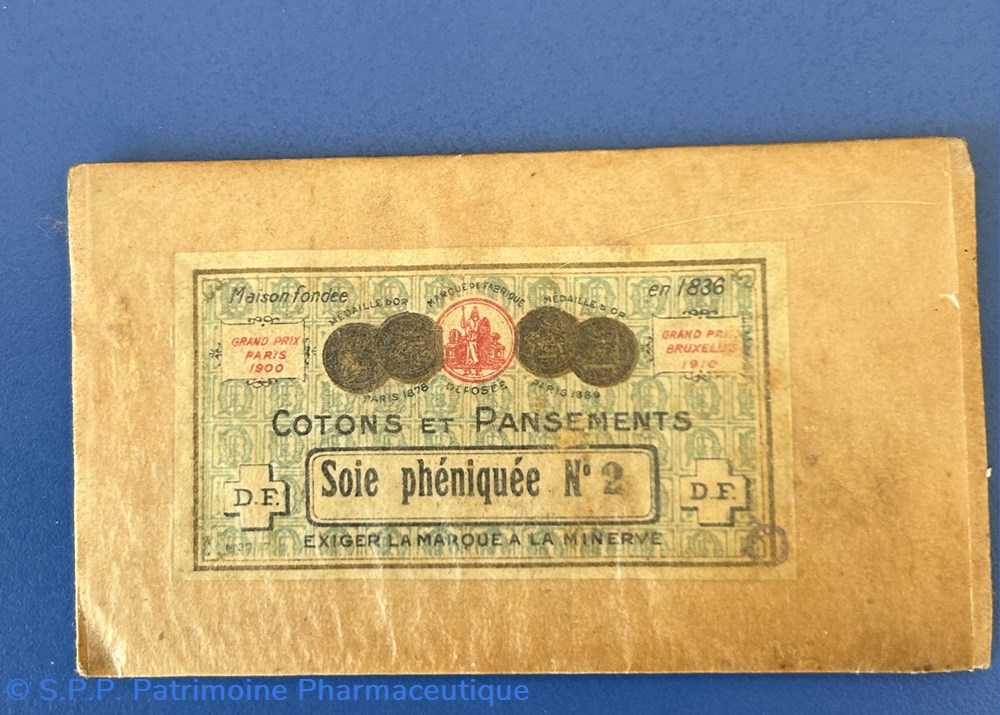 Maison fondée en 1836
MÉDAILLE D'OR MARQUE DE FABRIQUE MÉDAILLE D'OR
GRAND PRIX
PARIS
1900
GRAND PRIX
BRUXELLES
1910
D.F.
PARIS 1878 DÉPOSÉE PARIS 1889
COTONS ET PANSEMENTS
D.F.
Soie phéniquée N° 2
D.F.
EXIGER LA MARQUE A LA MINERVE
© S.P.P. Patrimoine Pharmaceutique